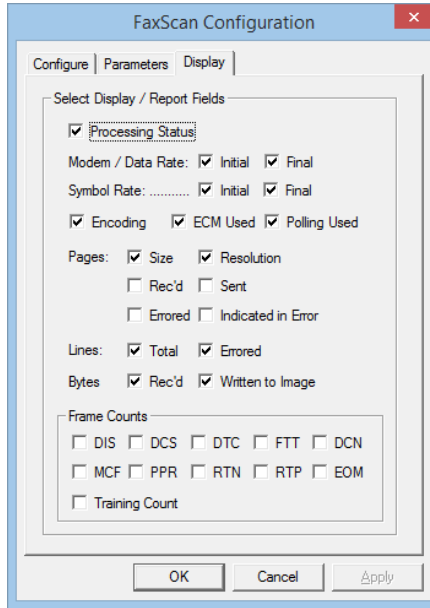 FaxScan Configuration
Configure Parameters Display
Select Display / Report Fields
Processing Status
Modem / Data Rate: Initial Final
Symbol Rate: ........... Initial Final
Encoding ECM Used Polling Used
Pages: Size Resolution
Rec'd Sent
Errored Indicated in Error
Lines: Total Errored
Bytes Rec'd Written to Image
Frame Counts
DIS DCS DTC FTT DCN
MCF PPR RTN RTP EOM
Training Count
OK Cancel Apply